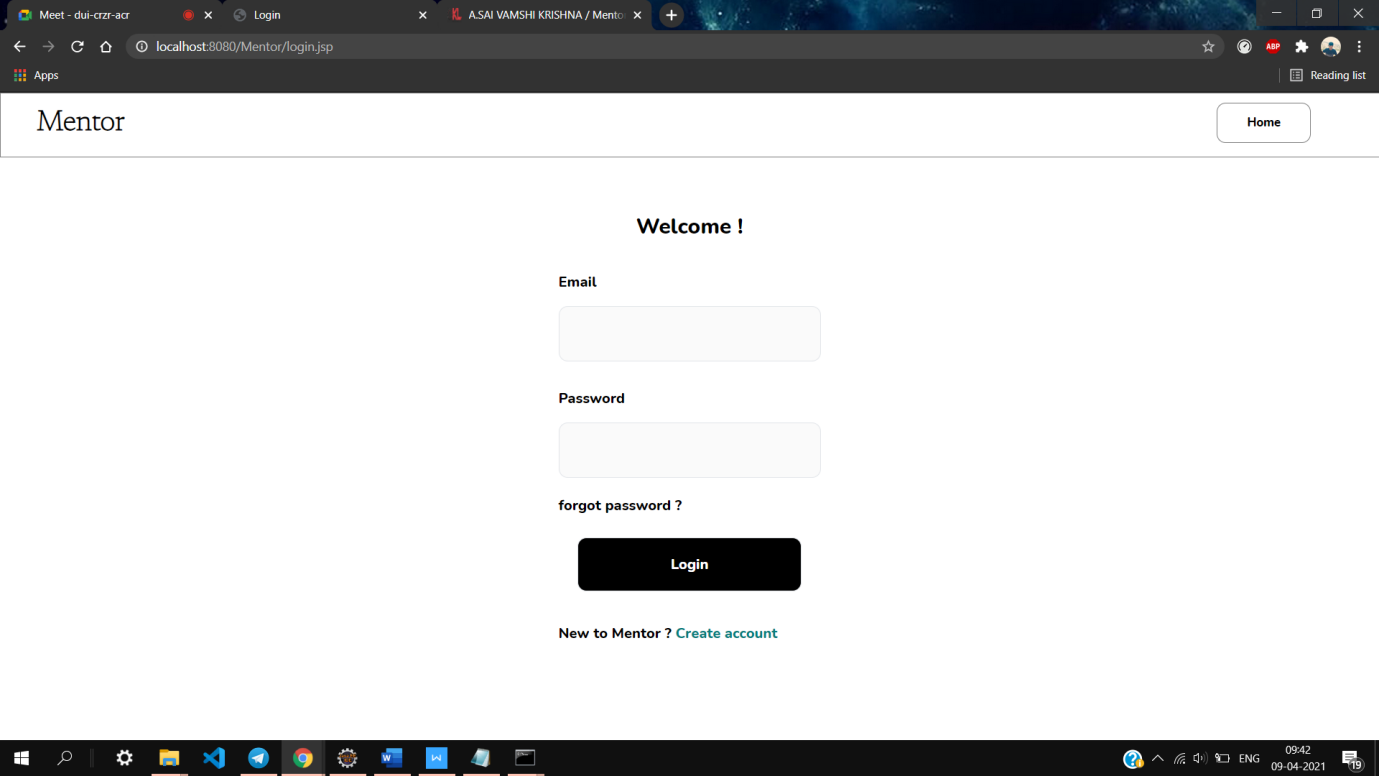 Meet - dui-crzr-acr
Login
A.SAI VAMSHI KRISHNA / Mento
localhost:8080/Mentor/login.jsp
ABP
Apps
Reading list
Mentor
Home
Welcome !
Email
Password
forgot password ?
Login
New to Mentor ? Create account
ENG
09:42
09-04-2021
19